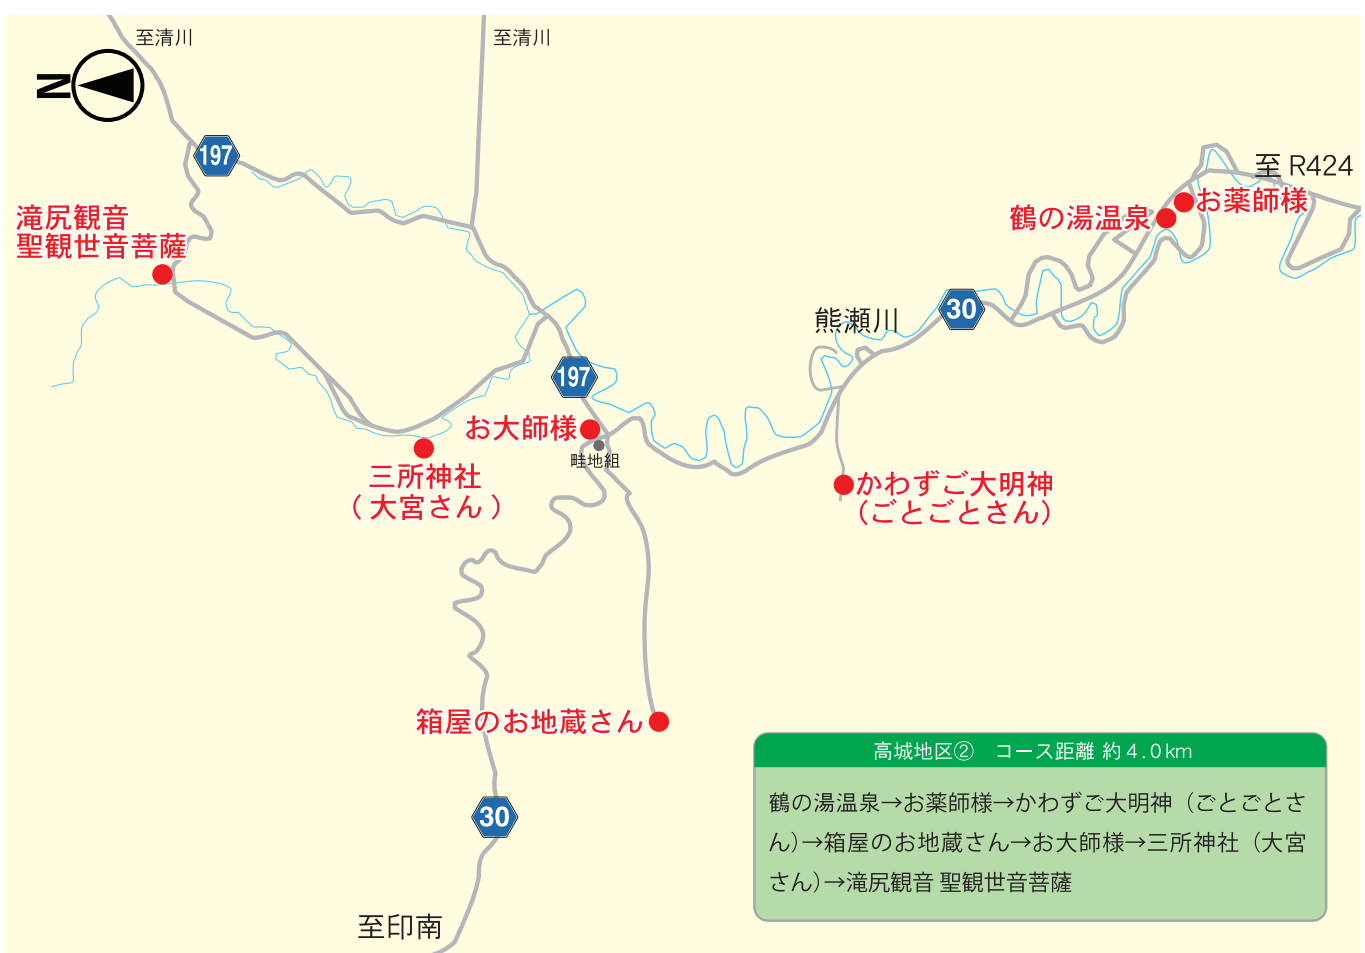 至清川
至清川
N
197
至 R424
お薬師様
鶴の湯温泉
滝尻観音
聖観世音菩薩
熊瀬川
30
197
お大師様
畦地組
三所神社
（ 大宮さん ）
かわずご大明神
（ごとごとさん）
箱屋のお地蔵さん
30
至印南
高城地区②　コース距離 約 4 . 0 km
鶴の湯温泉→お薬師様→かわずご大明神（ごとごとさ
ん）→箱屋のお地蔵さん→お大師様→三所神社（大宮
さん）→滝尻観音 聖観世音菩薩